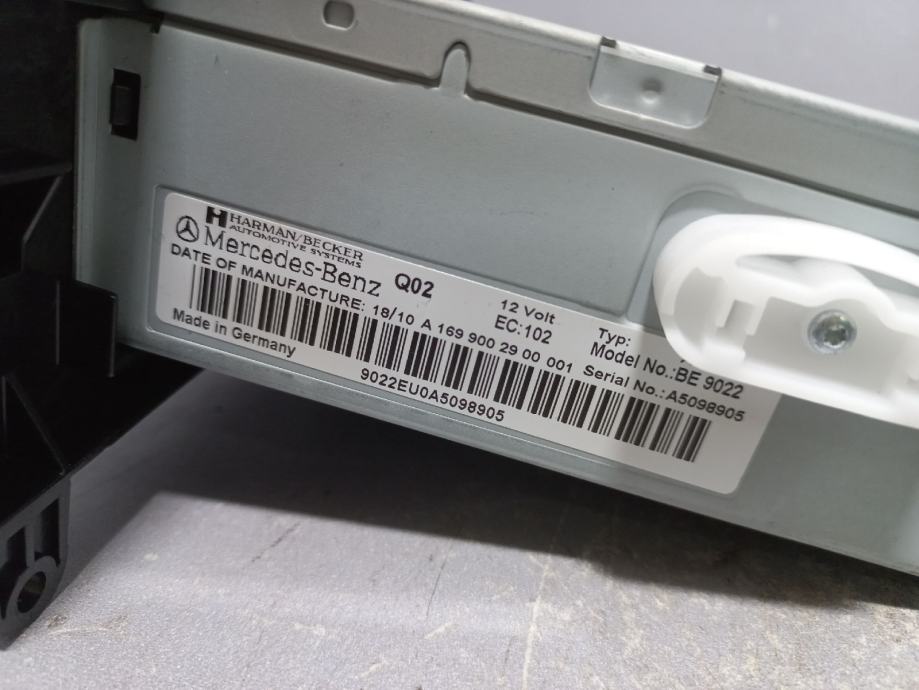 HARMAN/BECKER
AUTOMOTIVE SYSTEMS
Mercedes-Benz Q02 12 Volt Typ:
DATE OF MANUFACTURE: 18/10 EC:102 Model No.:BE 9022
A 169 900 29 00 001 Serial No.: A5098905
Made in Germany
9022EU0A5098905